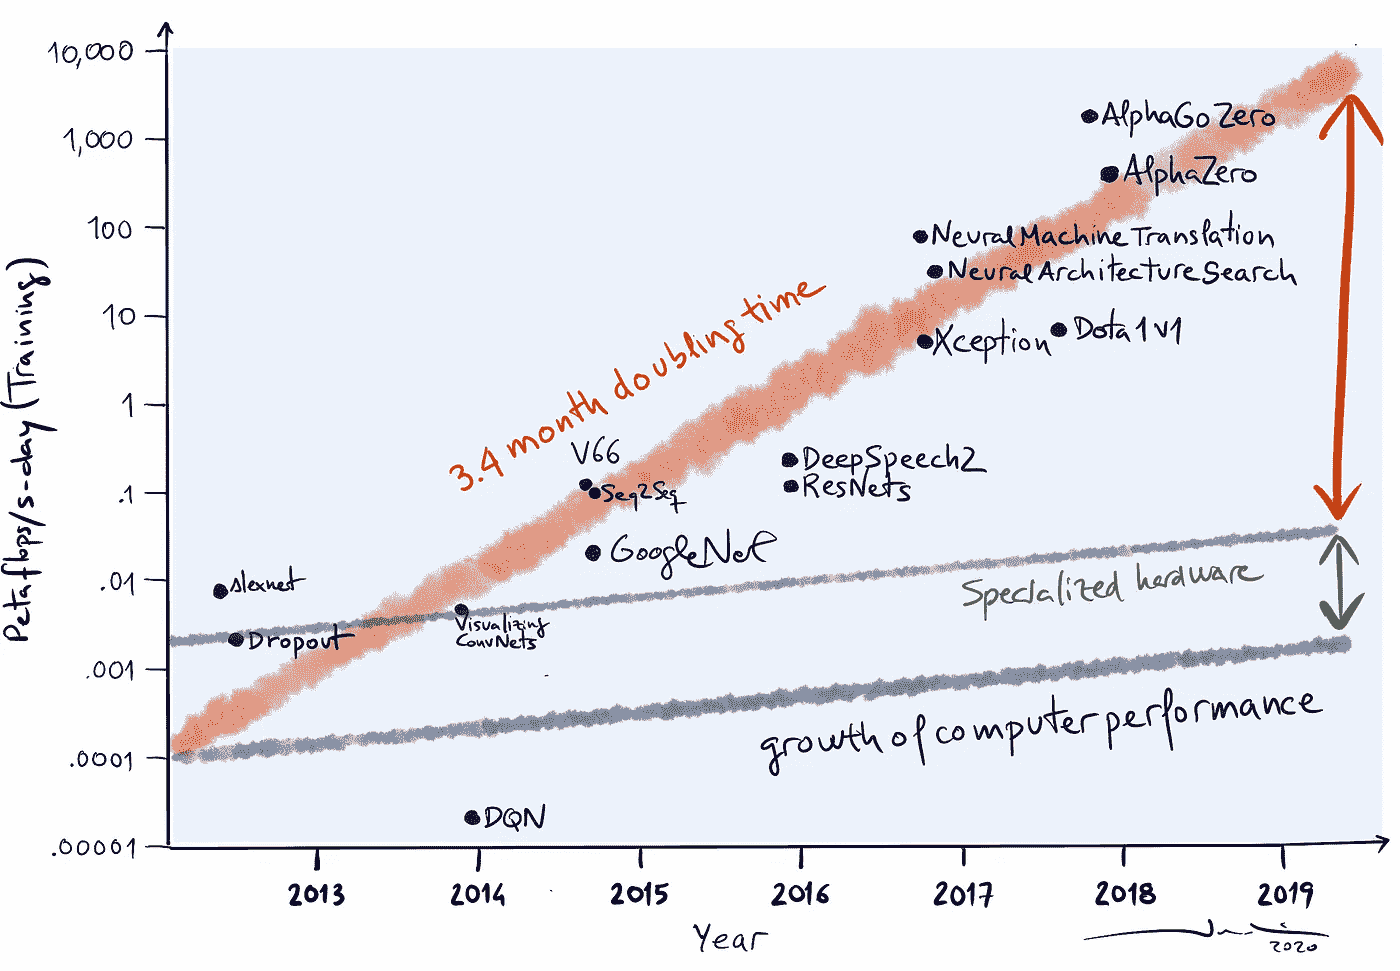 10,000
1,000
100
10
1
.1
.01
.001
.0001
.00001
Petaflops/s-day (Training)
3.4 month doubling time
AlphaGo Zero
AlphaZero
Neural Machine Translation
Neural Architecture Search
Xception
Dota 1v1
V66
Seq2Seq
DeepSpeech2
ResNets
GoogleNet
Alexnet
Dropout
Visualizing
ConvNets
Specialized hardware
growth of computer performance
DQN
2013
2014
2015
2016
2017
2018
2019
Year
2020